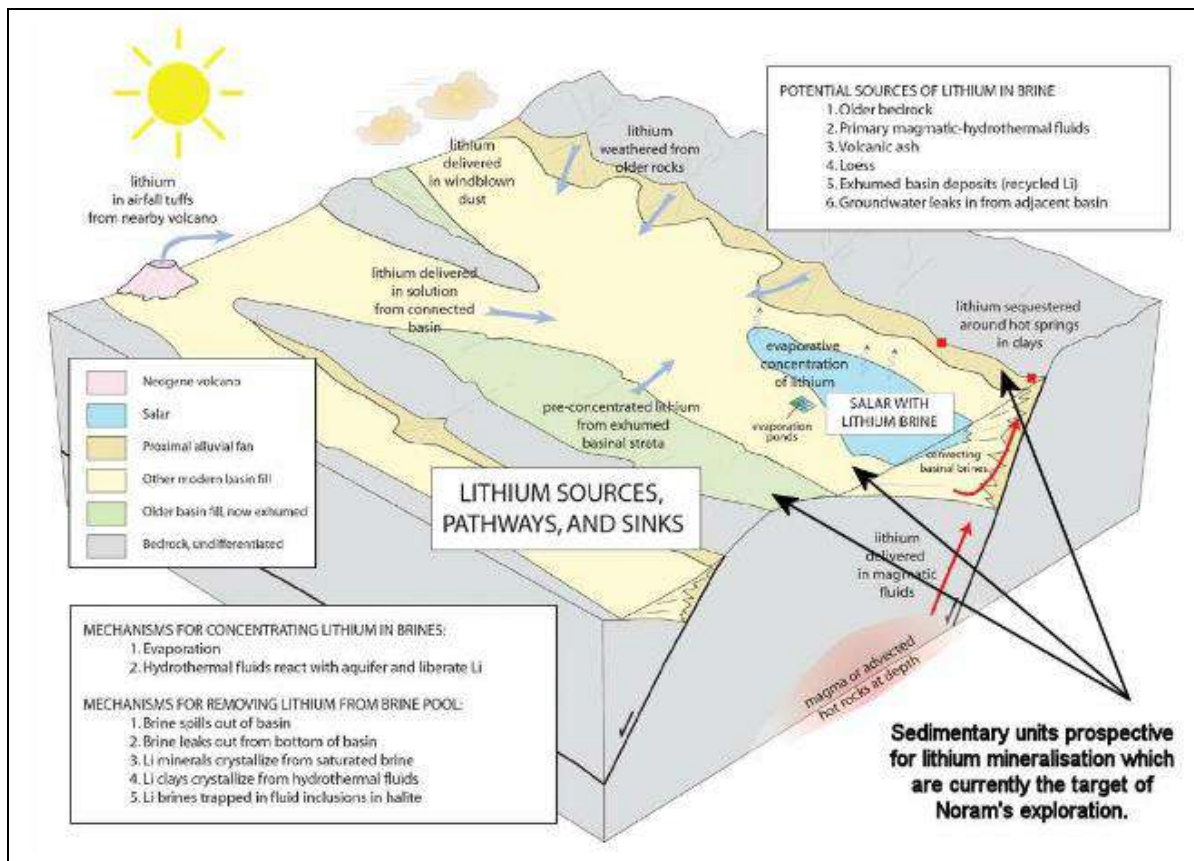 POTENTIAL SOURCES OF LITHIUM IN BRINE
1. Older bedrock
2. Primary magmatic-hydrothermal fluids
3. Volcanic ash
4. Loess
5. Exhumed basin deposits (recycled Li)
6. Groundwater leaks in from adjacent basin
lithium
in airfall tuffs
from nearby volcano
lithium
delivered
in windblown
dust
lithium
weathered from
older rocks
lithium delivered
in solution
from connected
basin
lithium sequestered
around hot springs
in clays
evaporative
concentration
of lithium
SALAR WITH
LITHIUM BRINE
evaporation
ponds
convecting
basinal brines
pre-concentrated lithium
from exhumed
basinal strata
Neogene volcano
Salar
Proximal alluvial fan
Other modern basin fill
Older basin fill, now exhumed
Bedrock, undifferentiated
LITHIUM SOURCES,
PATHWAYS, AND SINKS
lithium
delivered
in magmatic
fluids
magma or advected
hot rocks at depth
MECHANISMS FOR CONCENTRATING LITHIUM IN BRINES:
1. Evaporation
2. Hydrothermal fluids react with aquifer and liberate Li
MECHANISMS FOR REMOVING LITHIUM FROM BRINE POOL:
1. Brine spills out of basin
2. Brine leaks out from bottom of basin
3. Li minerals crystallize from saturated brine
4. Li clays crystallize from hydrothermal fluids
5. Li brines trapped in fluid inclusions in halite
Sedimentary units prospective
for lithium mineralisation which
are currently the target of
Noram's exploration.